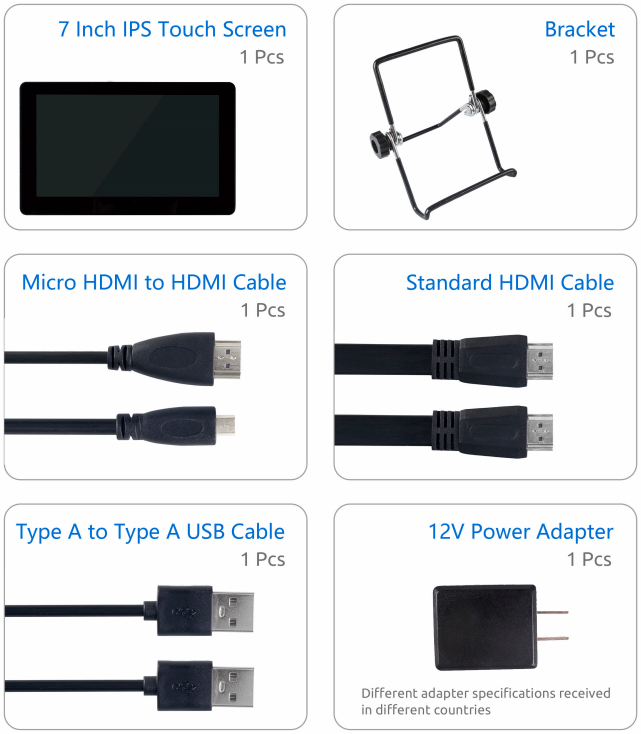 7 Inch IPS Touch Screen
1 Pcs
Bracket
1 Pcs
Micro HDMI to HDMI Cable
1 Pcs
Standard HDMI Cable
1 Pcs
Type A to Type A USB Cable
1 Pcs
12V Power Adapter
1 Pcs
Different adapter specifications received
in different countries